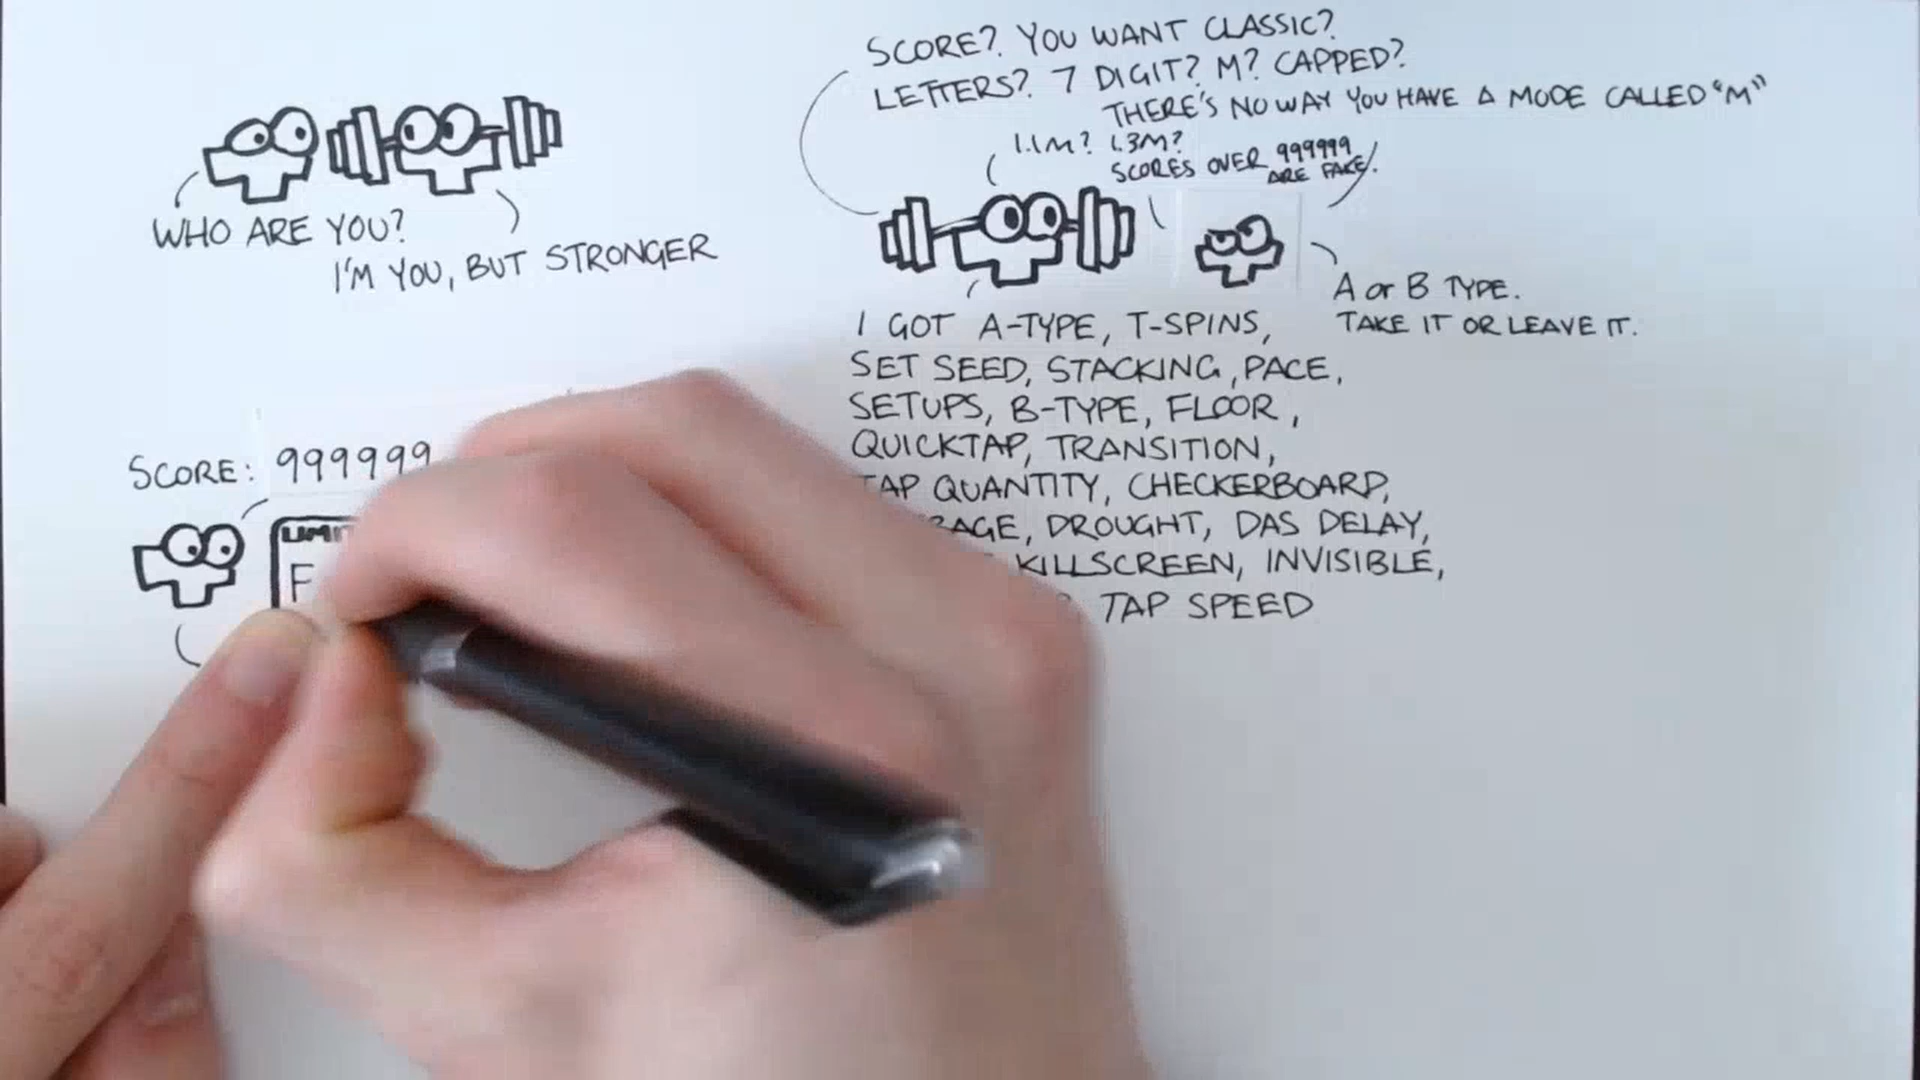 WHO ARE YOU?
I'M YOU, BUT STRONGER
SCORE? YOU WANT CLASSIC?
LETTERS? 7 DIGIT? M? CAPPED?
THERE'S NO WAY YOU HAVE A MODE CALLED "M"
1.1M? 1.3M?
SCORES OVER 999999
ARE FAKE.
A or B TYPE.
TAKE IT OR LEAVE IT.
I GOT A-TYPE, T-SPINS,
SET SEED, STACKING, PACE,
SETUPS, B-TYPE, FLOOR,
QUICKTAP, TRANSITION,
TAP QUANTITY, CHECKERBOARD,
DROUGHT, DAS DELAY,
KILLSCREEN, INVISIBLE,
TAP SPEED
SCORE: 999999